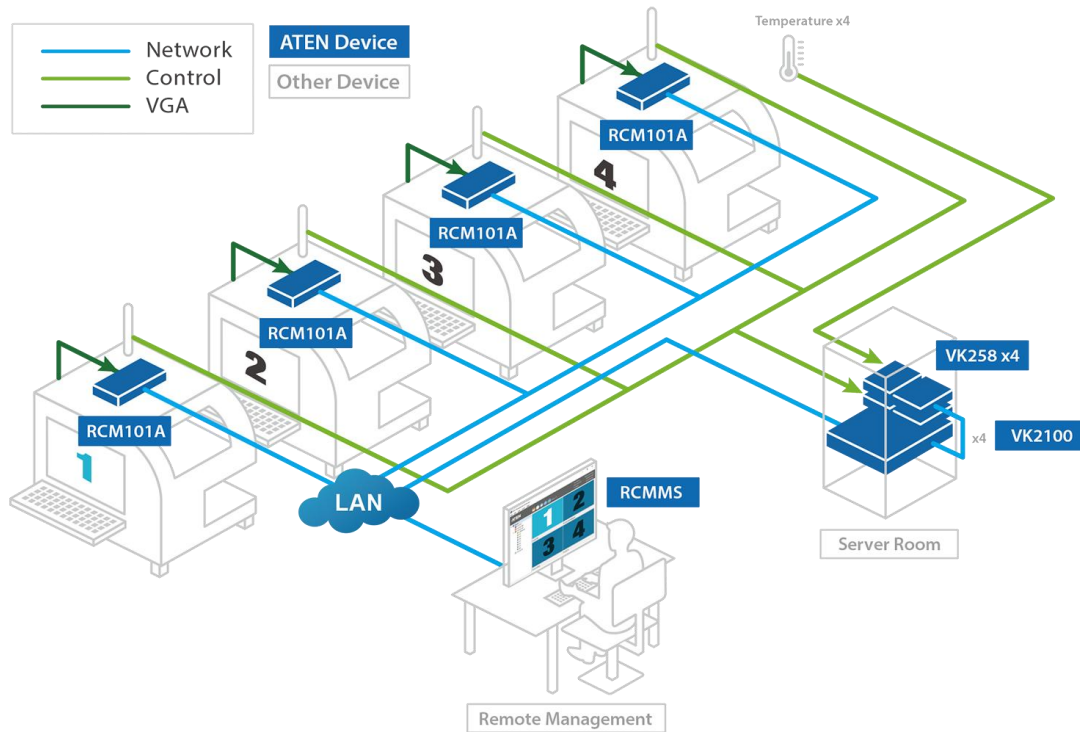 Network
Control
VGA
ATEN Device
Other Device
Temperature x4
RCM101A
4
RCM101A
3
RCM101A
2
RCM101A
1
LAN
RCMMS
1 2
3 4
VK258 x4
x4
VK2100
Server Room
Remote Management